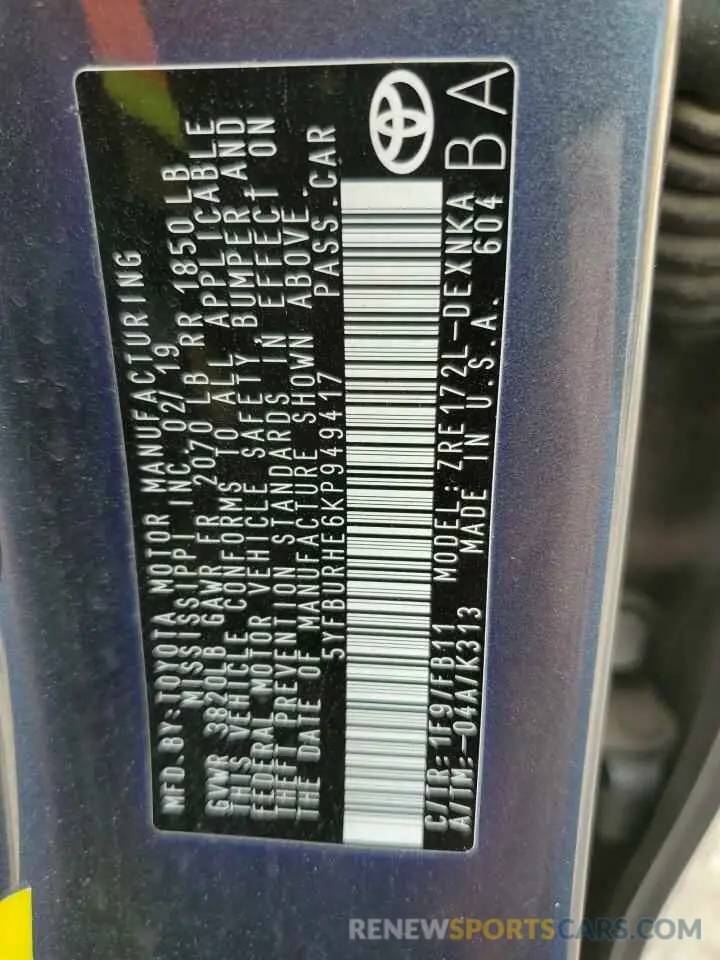 MFD.BY:TOYOTA MOTOR MANUFACTURING
MISSISSIPPI INC.02/19
GVWR 3820LB GAWR FR 2070 LB RR 1850LB
THIS VEHICLE CONFORMS TO ALL APPLICABLE
FEDERAL MOTOR VEHICLE SAFETY,BUMPER,AND
THEFT PREVENTION STANDARDS IN EFFECT ON
THE DATE OF MANUFACTURE SHOWN ABOVE.
5YFBURHE6KP949417 PASS.CAR
C/TR:1F9/FB11 MODEL:ZRE172L-DEXNKA
A/TM:-04A/K313 MADE IN U.S.A. 604
BA
RENEWSPORTSCARS.COM